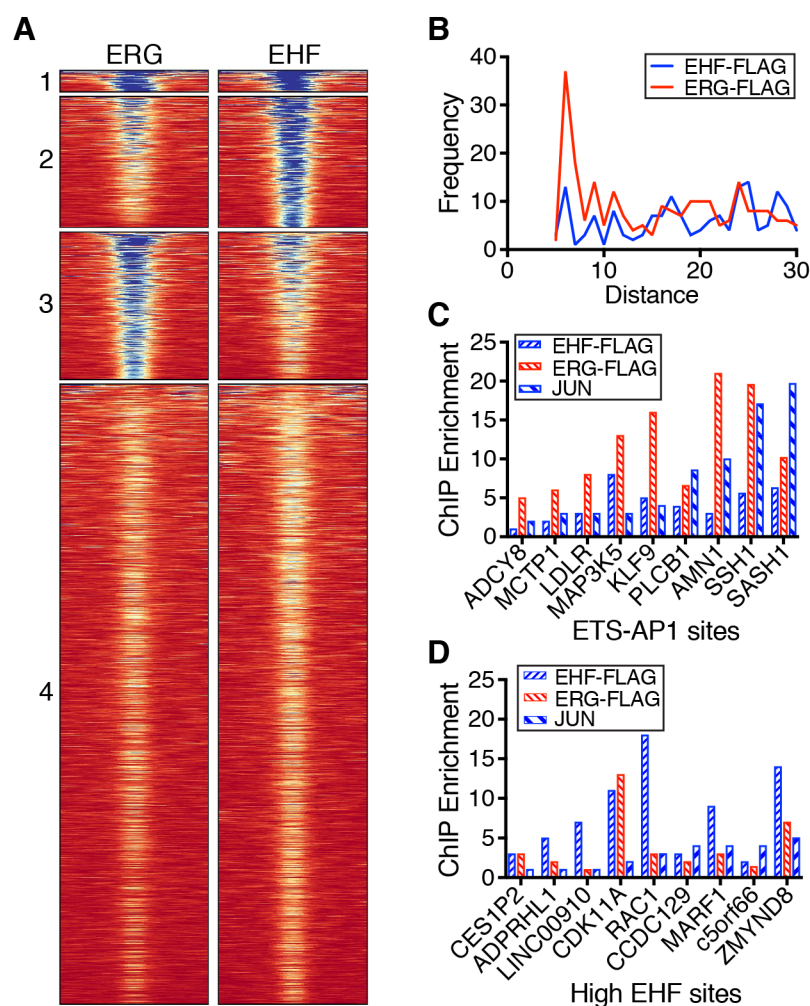 A
ERG EHF
1
2
3
4
B
Frequency
40
30
20
10
0
EHF-FLAG
ERG-FLAG
0 10 20 30
Distance
C
ChIP Enrichment
25
20
15
10
5
0
EHF-FLAG
ERG-FLAG
JUN
ADCY8
MCTP1
LDLR
MAP3K5
KLF9
PLCB1
AMN1
SSH1
SASH1
ETS-AP1 sites
D
ChIP Enrichment
25
20
15
10
5
0
EHF-FLAG
ERG-FLAG
JUN
CES1P2
ADPRHL1
LINC00910
CDK11A
RAC1
CCDC129
MARF1
c5orf66
ZMYND8
High EHF sites